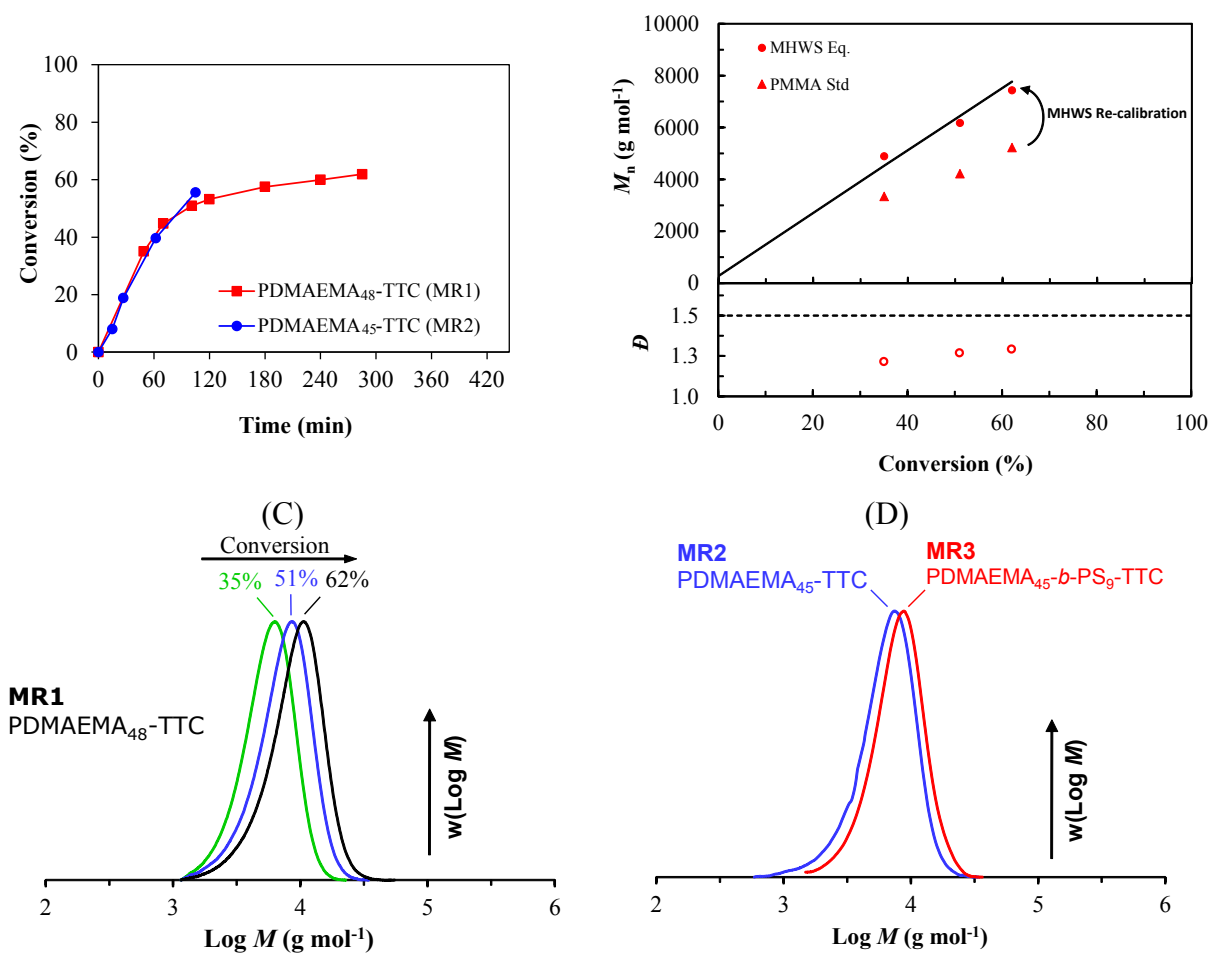 100
80
60
40
20
0
Conversion (%)
PDMAEMA48-TTC (MR1)
PDMAEMA45-TTC (MR2)
0 60 120 180 240 300 360 420
Time (min)
10000
8000
6000
4000
2000
0
Mn (g mol-1)
MHWS Eq.
PMMA Std
MHWS Re-calibration
1.5
1.3
1.0
Đ
0 20 40 60 80 100
Conversion (%)
(C)
Conversion
35% 51% 62%
MR1
PDMAEMA48-TTC
w(Log M)
2 3 4 5 6
Log M (g mol-1)
(D)
MR2
PDMAEMA45-TTC
MR3
PDMAEMA45-b-PS9-TTC
w(Log M)
2 3 4 5 6
Log M (g mol-1)